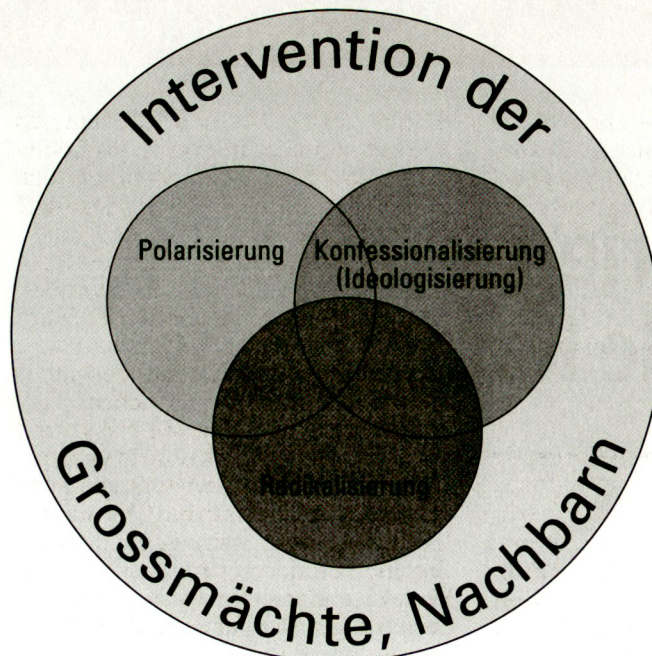 Intervention der
Polarisierung
Konfessionalisierung
(Ideologisierung)
Radikalisierung
Grossmächte, Nachbarn